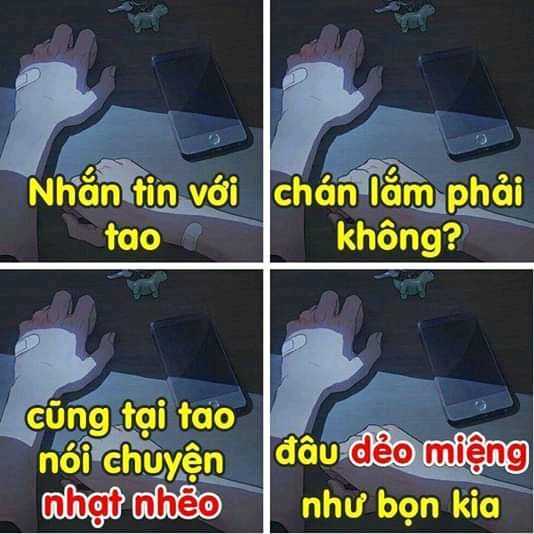 Nhắn tin với
tao
chán lắm phải
không?
cũng tại tao
nói chuyện
nhạt nhẽo
đâu dẻo miệng
như bọn kia